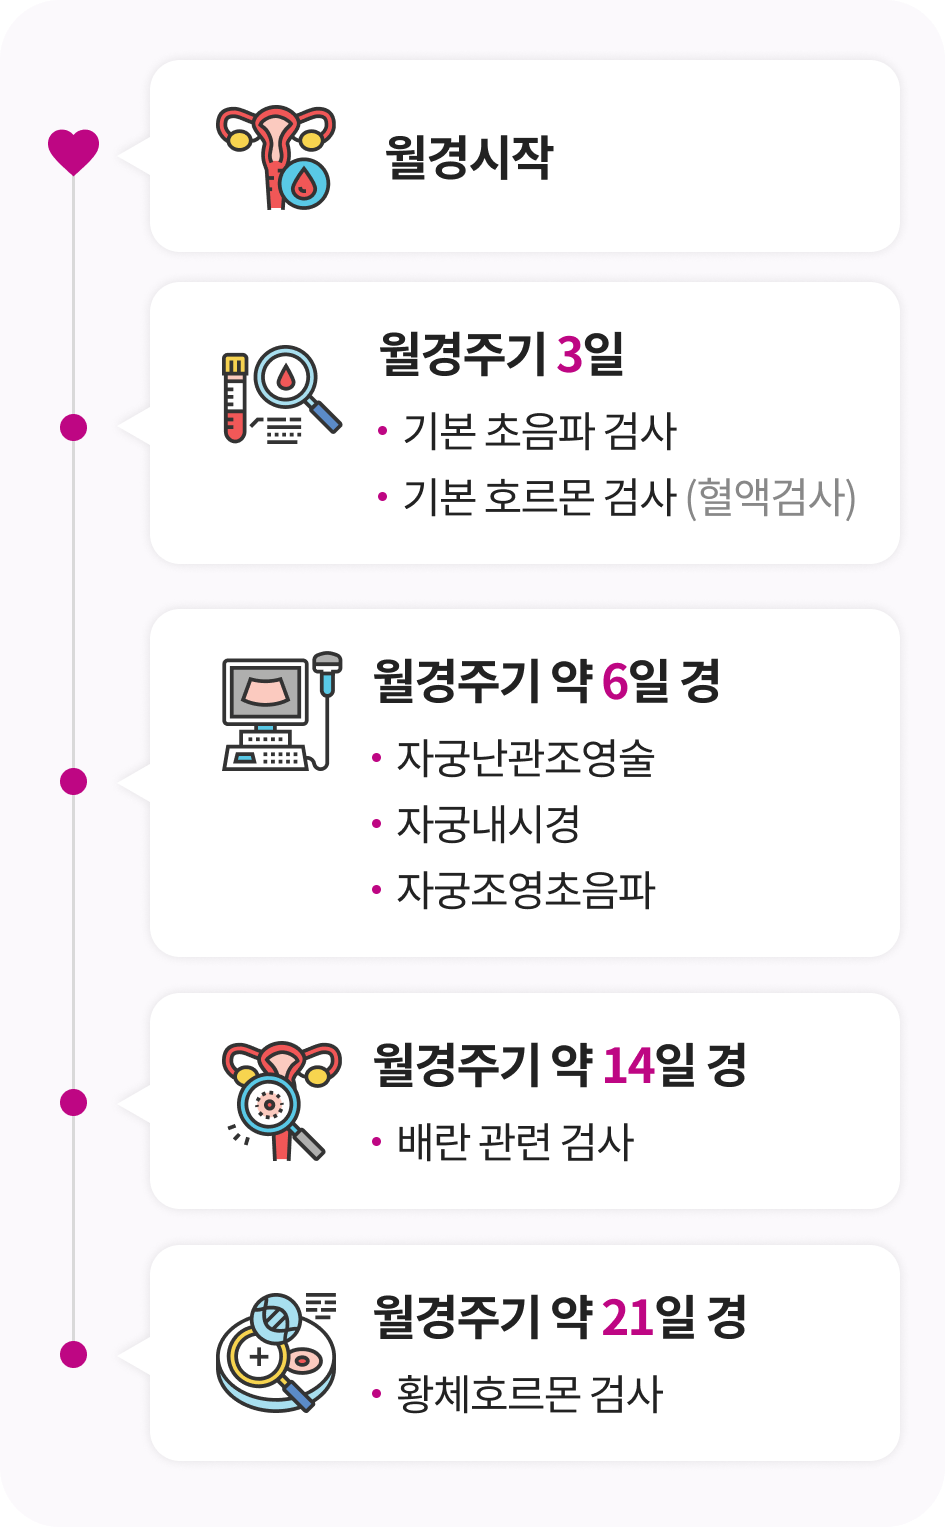 월경시작
월경주기 3일
• 기본 초음파 검사
• 기본 호르몬 검사 (혈액검사)
월경주기 약 6일 경
• 자궁난관조영술
• 자궁내시경
• 자궁조영초음파
월경주기 약 14일 경
• 배란 관련 검사
월경주기 약 21일 경
• 황체호르몬 검사